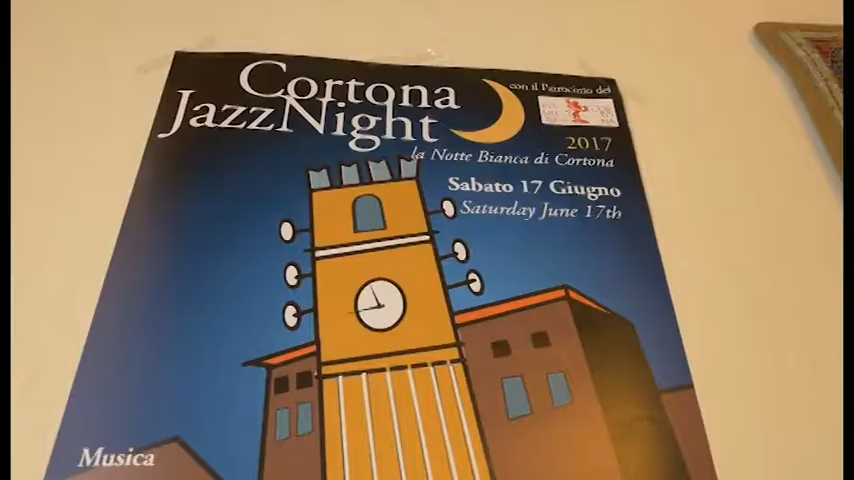 Cortona
JazzNight
con il Patrocinio del
2017
la Notte Bianca di Cortona
Sabato 17 Giugno
Saturday June 17th
Musica